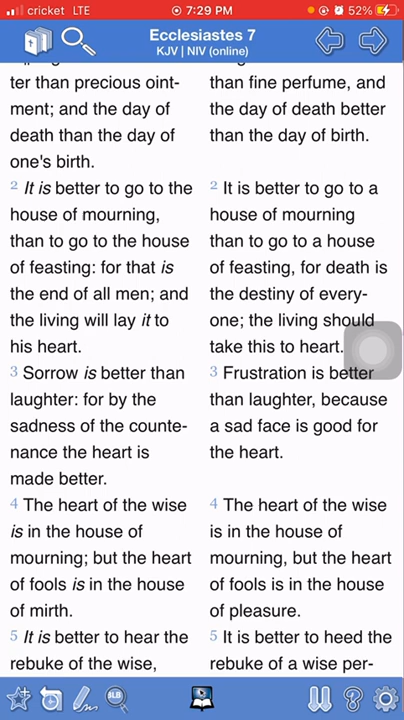 cricket LTE 7:29 PM 52%
Ecclesiastes 7
KJV | NIV (online)
ter than precious oint-
ment; and the day of
death than the day of
one's birth.
2 It is better to go to the
house of mourning,
than to go to the house
of feasting: for that is
the end of all men; and
the living will lay it to
his heart.
3 Sorrow is better than
laughter: for by the
sadness of the counte-
nance the heart is
made better.
4 The heart of the wise
is in the house of
mourning; but the heart
of fools is in the house
of mirth.
5 It is better to hear the
rebuke of the wise,
than fine perfume, and
the day of death better
than the day of birth.
2 It is better to go to a
house of mourning
than to go to a house
of feasting, for death is
the destiny of every-
one; the living should
take this to heart.
3 Frustration is better
than laughter, because
a sad face is good for
the heart.
4 The heart of the wise
is in the house of
mourning, but the heart
of fools is in the house
of pleasure.
5 It is better to heed the
rebuke of a wise per-
BLB